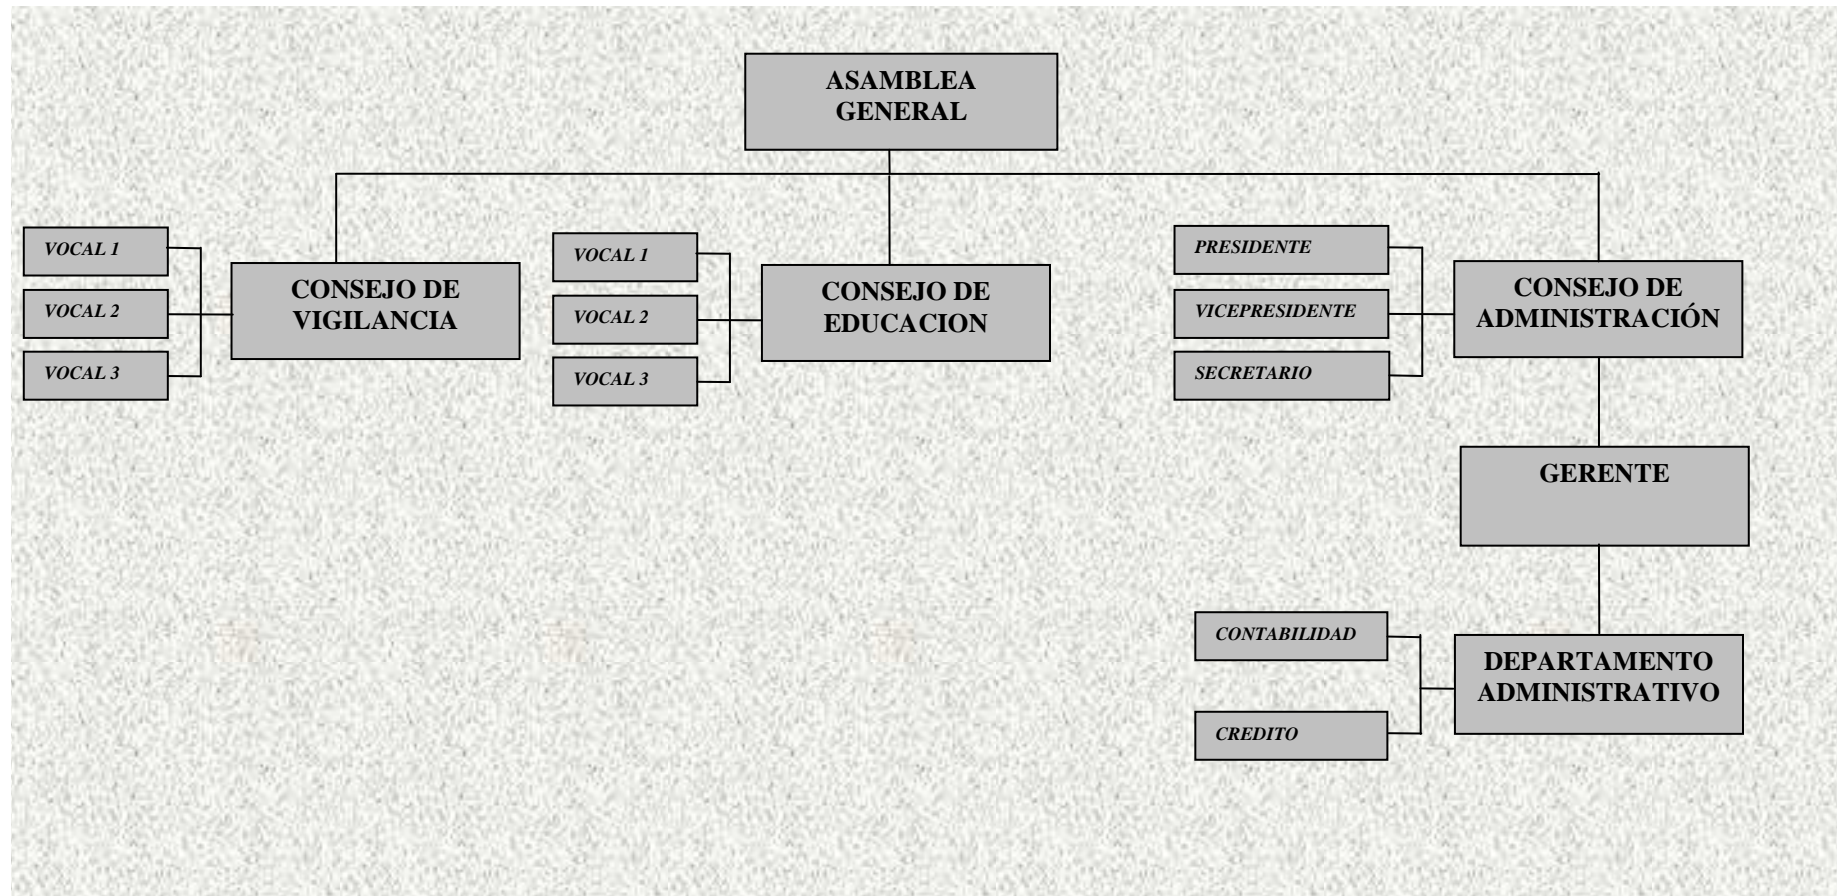 ASAMBLEA
GENERAL
VOCAL 1
VOCAL 2
VOCAL 3
CONSEJO DE
VIGILANCIA
VOCAL 1
VOCAL 2
VOCAL 3
CONSEJO DE
EDUCACION
PRESIDENTE
VICEPRESIDENTE
SECRETARIO
CONSEJO DE
ADMINISTRACIÓN
GERENTE
CONTABILIDAD
CREDITO
DEPARTAMENTO
ADMINISTRATIVO